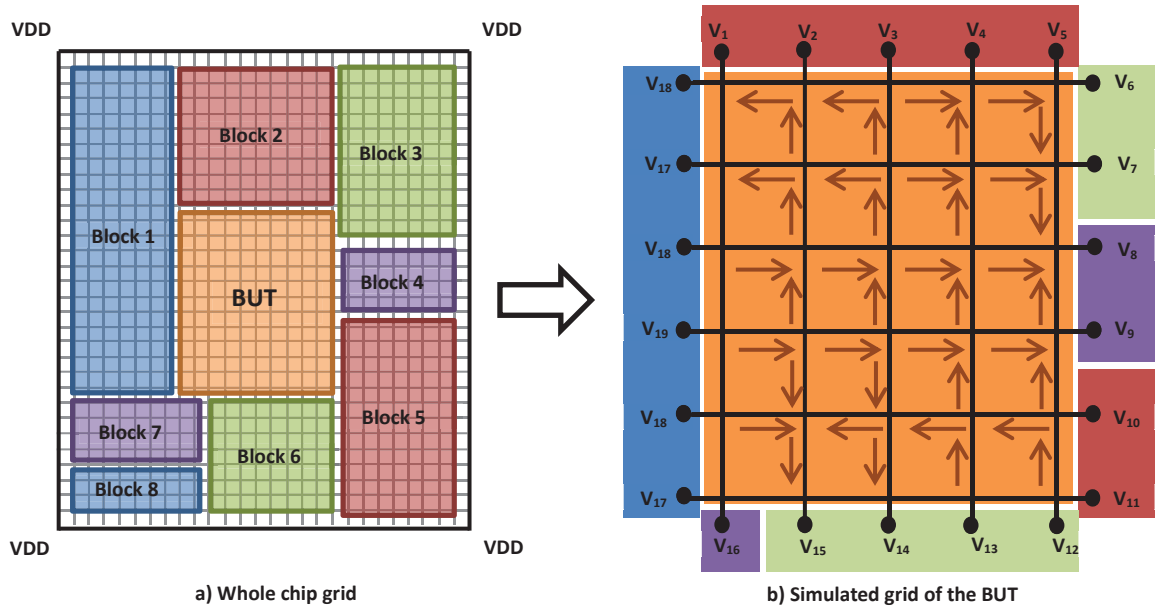 VDD VDD
Block 1
Block 2
Block 3
BUT
Block 4
Block 5
Block 7
Block 6
Block 8
VDD VDD
a) Whole chip grid
V1 V2 V3 V4 V5
V18 V6
V17 V7
V18 V8
V19 V9
V18 V10
V17 V11
V16 V15 V14 V13 V12
b) Simulated grid of the BUT